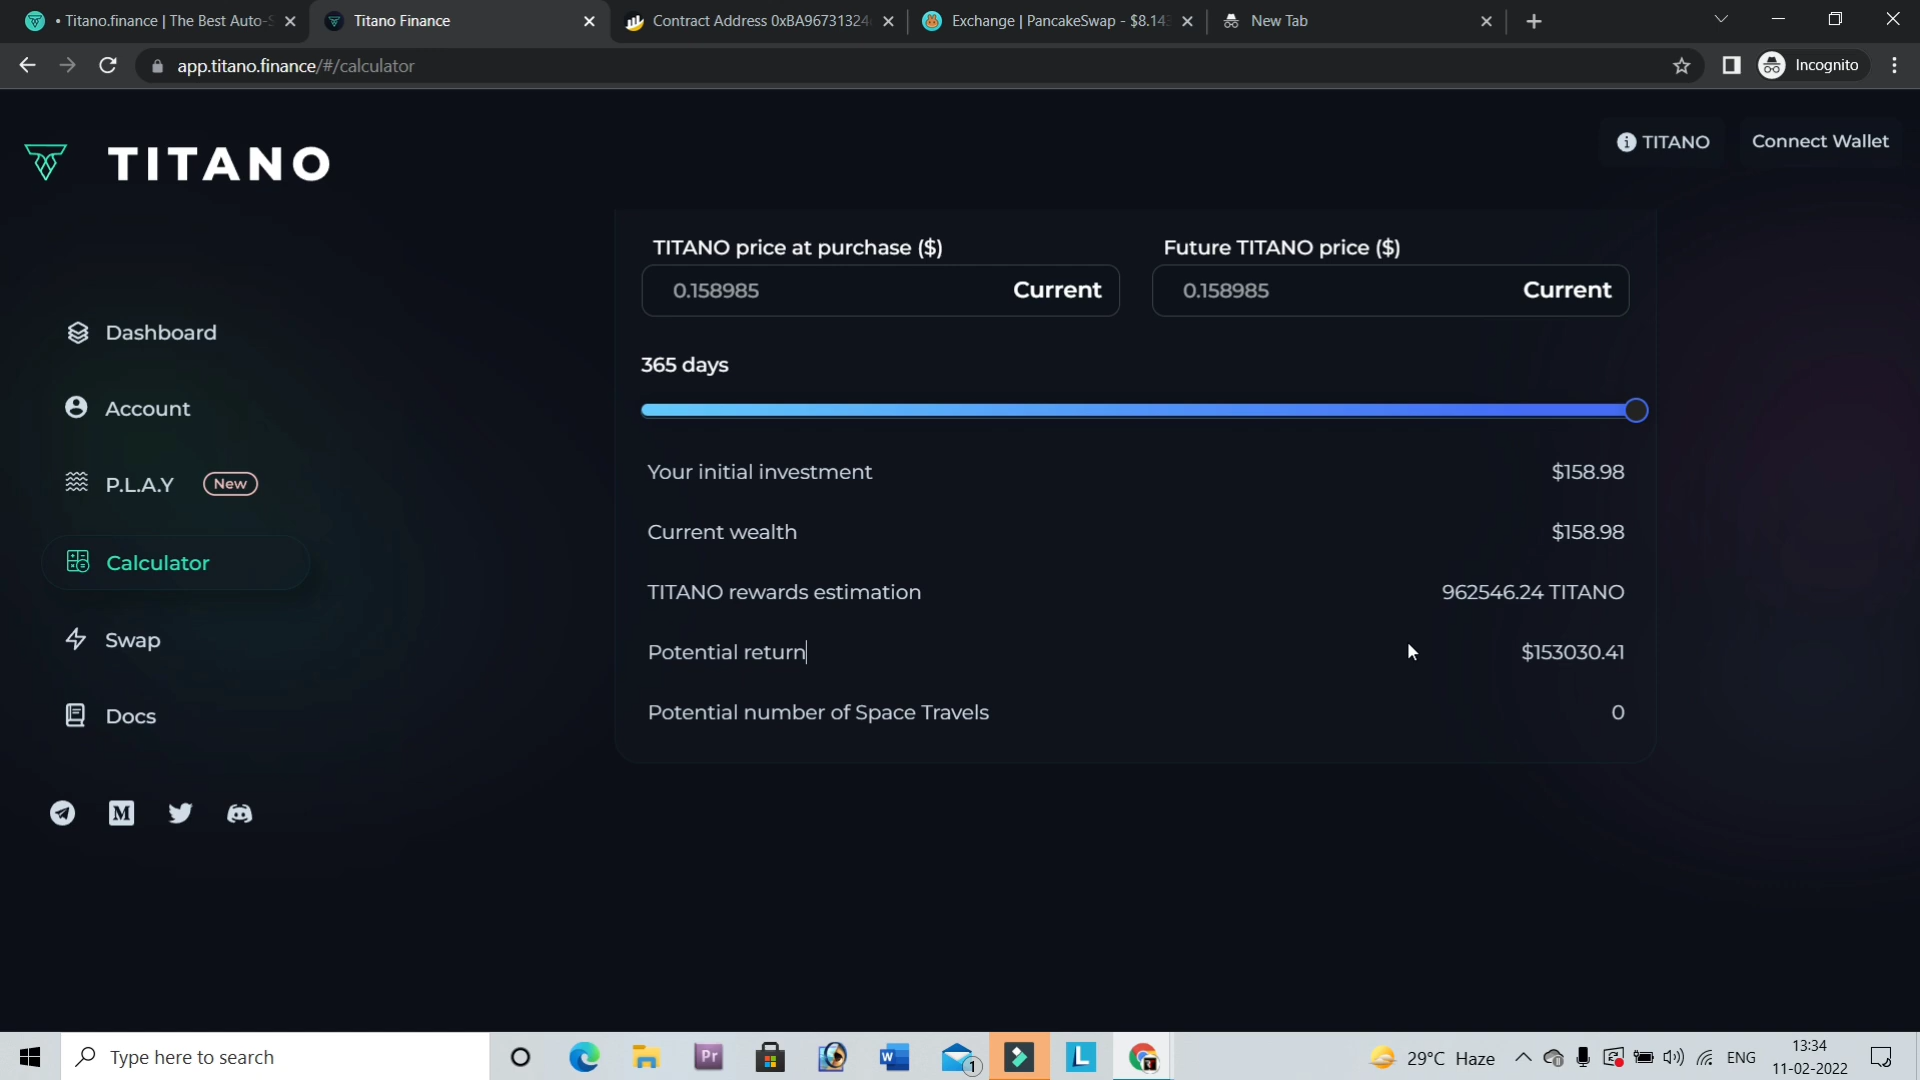 • Titano.finance | The Best Auto-S
Titano Finance
Contract Address 0xBA96731324
Exchange | PancakeSwap - $8.143
New Tab
app.titano.finance/#/calculator
Incognito
TITANO
TITANO
Connect Wallet
TITANO price at purchase ($)
Future TITANO price ($)
0.158985
Current
0.158985
Current
Dashboard
365 days
Account
Your initial investment
$158.98
P.L.A.Y
New
Current wealth
$158.98
Calculator
TITANO rewards estimation
962546.24 TITANO
Swap
Potential return
$153030.41
Docs
Potential number of Space Travels
0
Type here to search
29°C Haze
ENG
13:34
11-02-2022